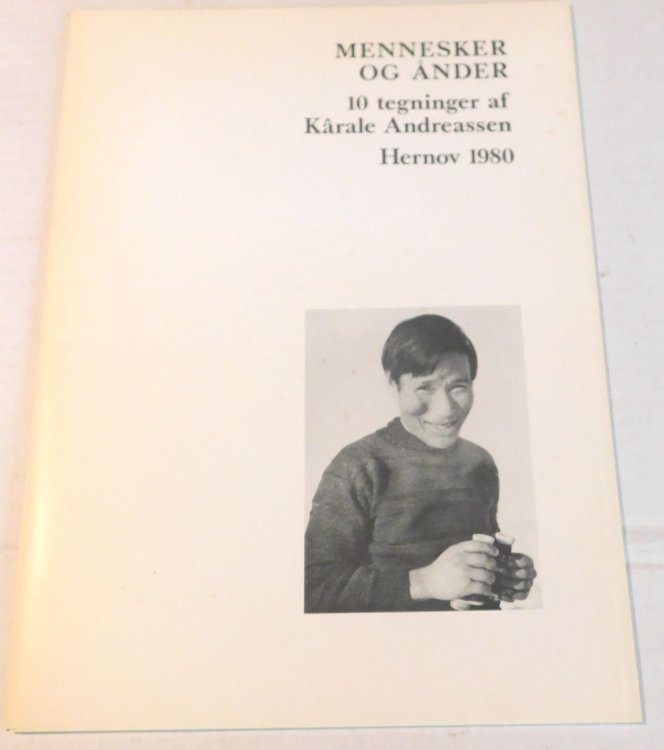 MENNESKER
OG ÅNDER
10 tegninger af
Kârale Andreassen
Hernov 1980